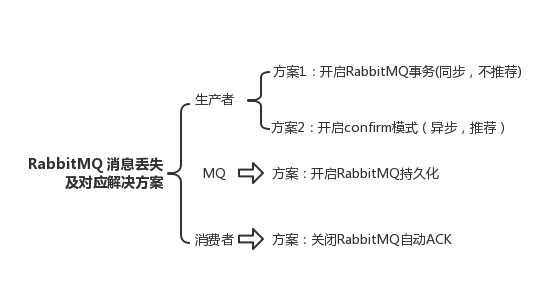 RabbitMQ 消息丢失
及对应解决方案
生产者
方案1：开启RabbitMQ事务(同步，不推荐)
方案2：开启confirm模式（异步，推荐）
MQ
方案：开启RabbitMQ持久化
消费者
方案：关闭RabbitMQ自动ACK